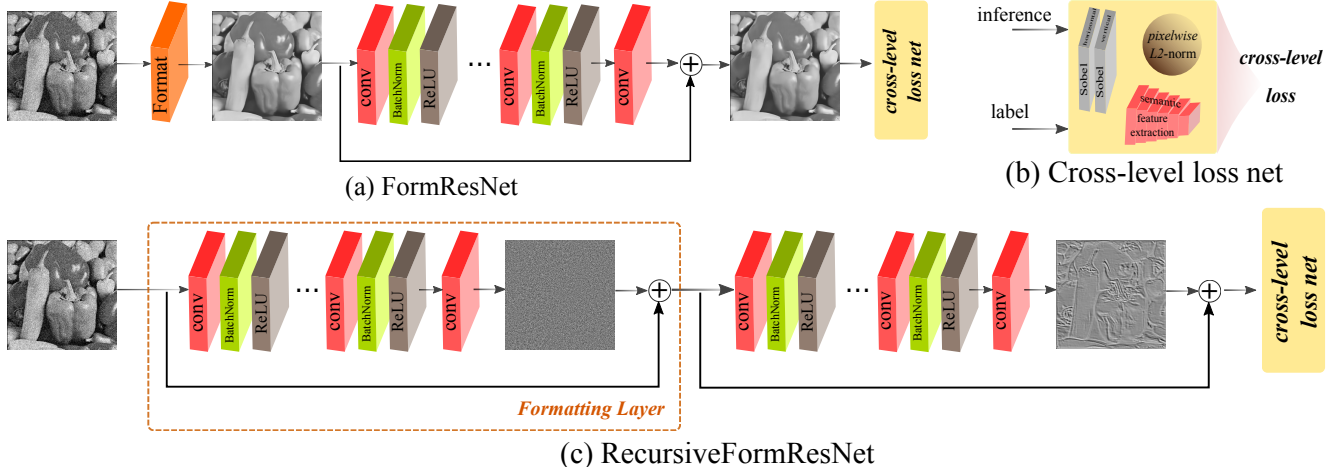 Format
conv
BatchNorm
ReLU
...
conv
BatchNorm
ReLU
conv
cross-level
loss net
(a) FormResNet
inference
label
horizontal
Sobel
vertical
Sobel
pixelwise
L2-norm
semantic
feature
extraction
cross-level
loss
(b) Cross-level loss net
conv
BatchNorm
ReLU
...
conv
BatchNorm
ReLU
conv
Formatting Layer
conv
BatchNorm
ReLU
...
conv
BatchNorm
ReLU
conv
cross-level
loss net
(c) RecursiveFormResNet